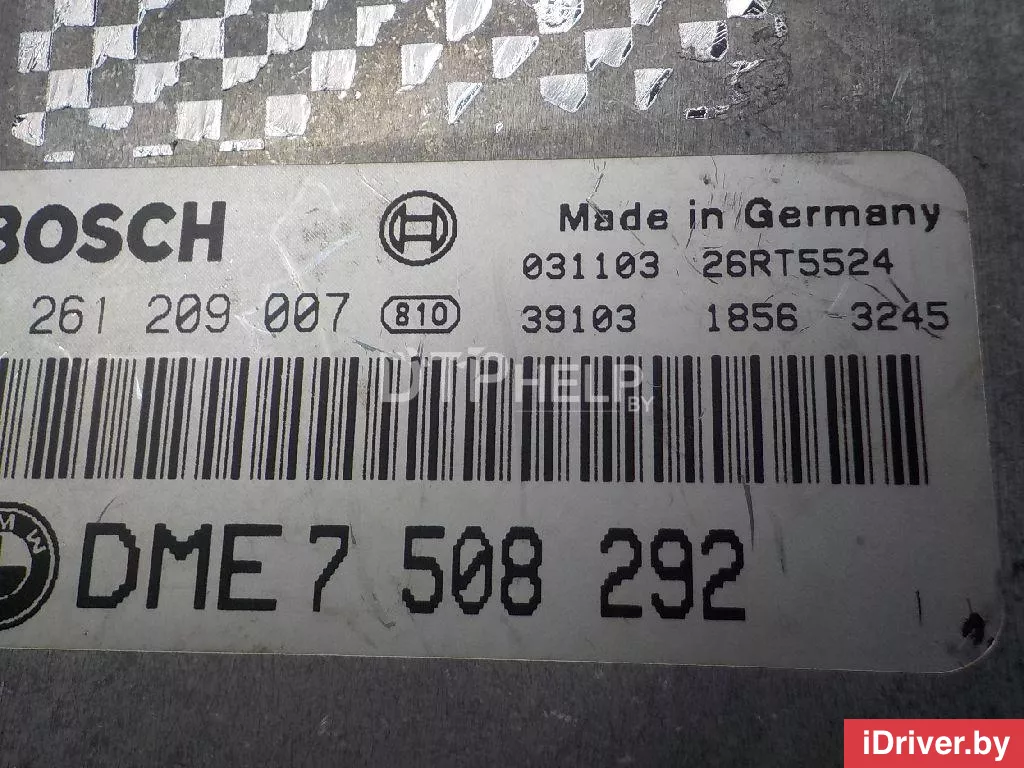 BOSCH
Made in Germany
031103 26RT5524
261 209 007 810 39103 1856 3245
DTPHELP.BY
BMW
DME 7 508 292
iDriver.by